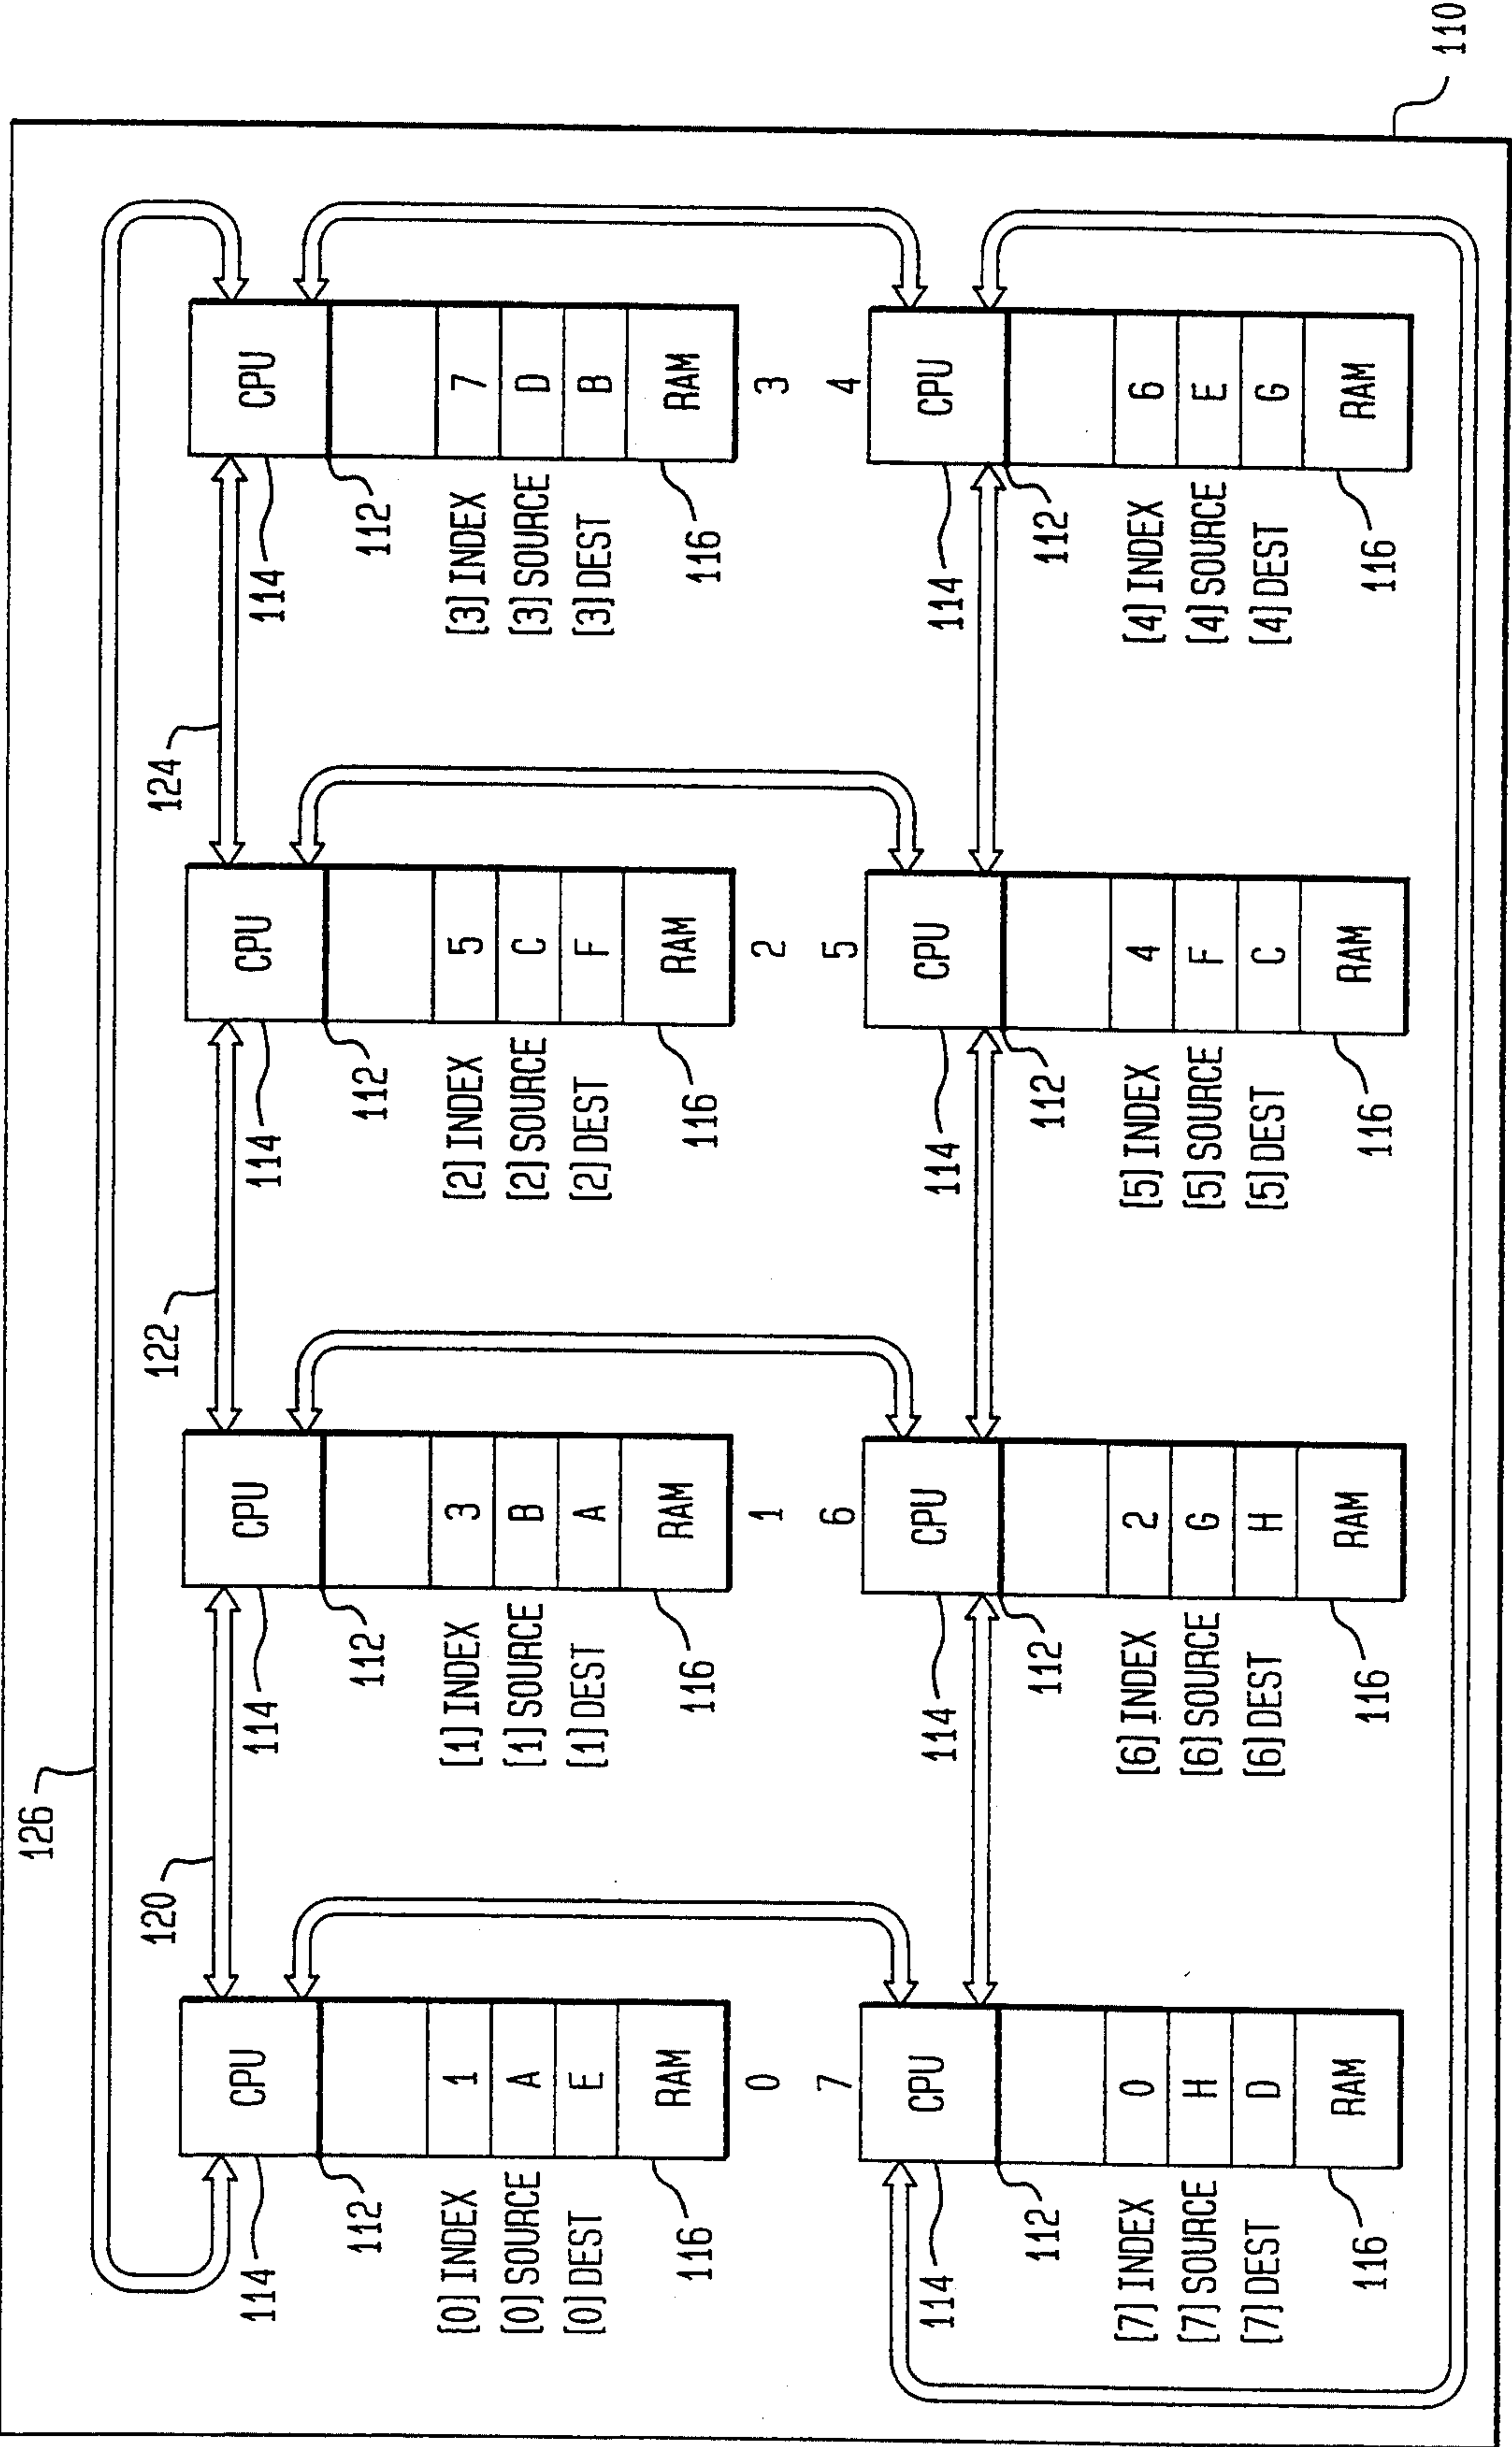 110
126
120
122
124
CPU
CPU
CPU
CPU
114
114
114
114
112
112
112
112
[0] INDEX 1
[1] INDEX 3
[2] INDEX 5
[3] INDEX 7
[0] SOURCE A
[1] SOURCE B
[2] SOURCE C
[3] SOURCE D
[0] DEST E
[1] DEST A
[2] DEST F
[3] DEST B
116 RAM
116 RAM
116 RAM
116 RAM
0
1
2
3
7
6
5
4
CPU
CPU
CPU
CPU
114
114
114
114
112
112
112
112
[7] INDEX 0
[6] INDEX 2
[5] INDEX 4
[4] INDEX 6
[7] SOURCE H
[6] SOURCE G
[5] SOURCE F
[4] SOURCE E
[7] DEST D
[6] DEST H
[5] DEST C
[4] DEST G
116 RAM
116 RAM
116 RAM
116 RAM